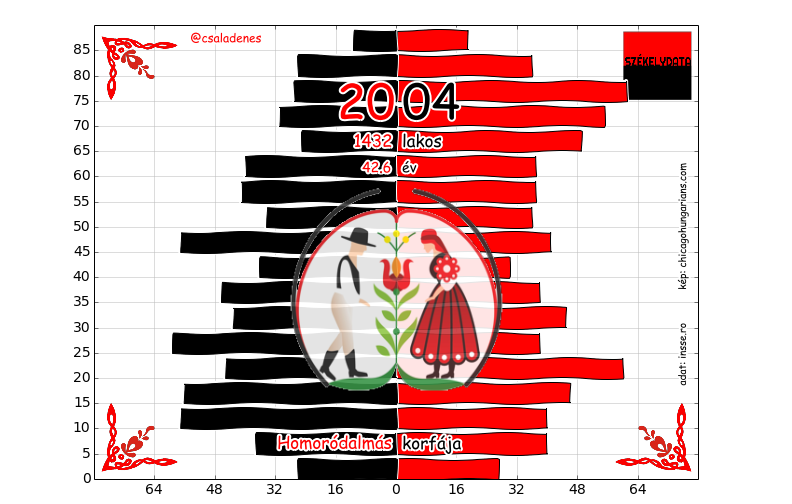 @csaladenes
SZÉKELYDATA
2004
1432 lakos
42.6 év
kép: chicagohungarians.com
adat: insse.ro
Homoródalmás korfája
85
80
75
70
65
60
55
50
45
40
35
30
25
20
15
10
5
0
64 48 32 16 0 16 32 48 64